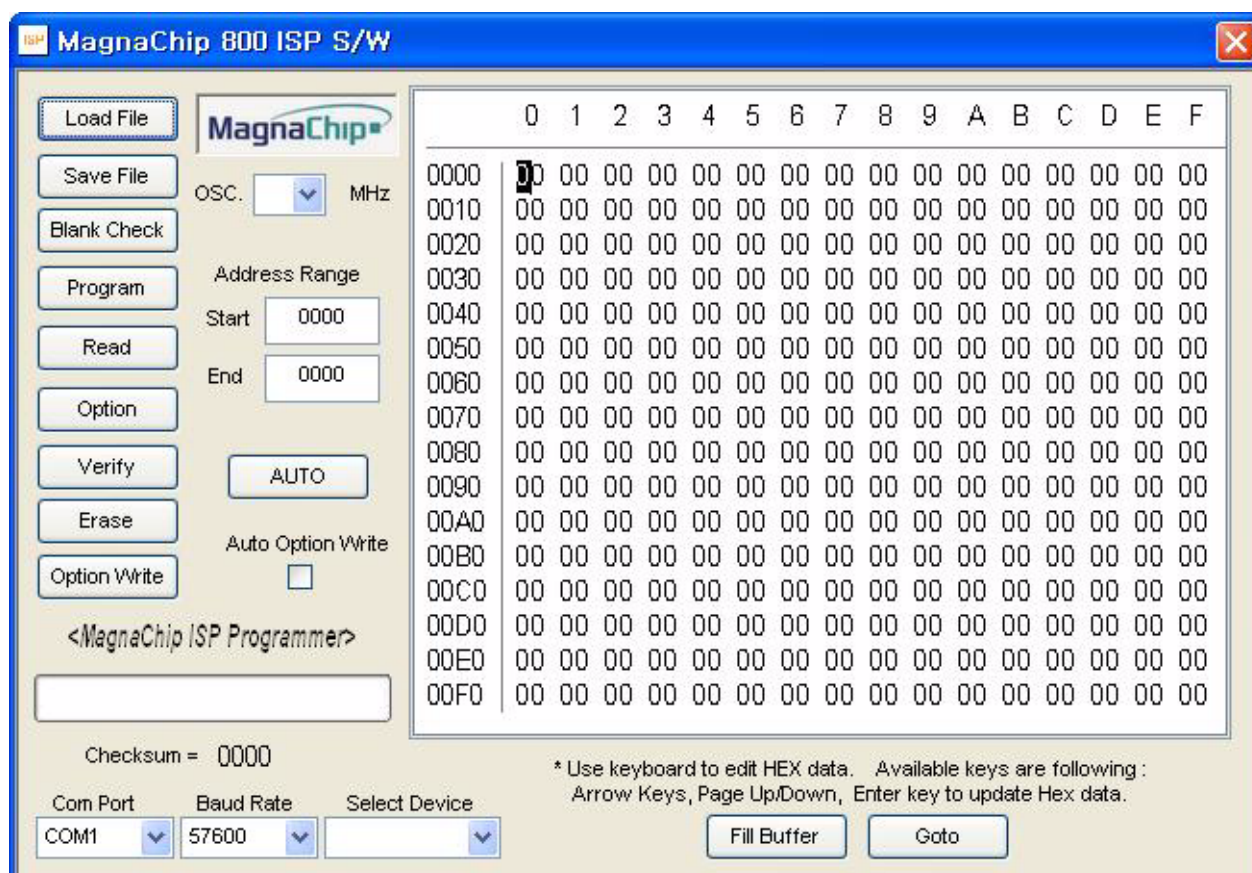 ISP MagnaChip 800 ISP S/W
Load File
Save File
Blank Check
Program
Read
Option
Verify
Erase
Option Write
MagnaChip
OSC. MHz
Address Range
Start 0000
End 0000
AUTO
Auto Option Write
<MagnaChip ISP Programmer>
Checksum = 0000
Com Port Baud Rate Select Device
COM1 57600
0 1 2 3 4 5 6 7 8 9 A B C D E F
0000 00 00 00 00 00 00 00 00 00 00 00 00 00 00 00 00
0010 00 00 00 00 00 00 00 00 00 00 00 00 00 00 00 00
0020 00 00 00 00 00 00 00 00 00 00 00 00 00 00 00 00
0030 00 00 00 00 00 00 00 00 00 00 00 00 00 00 00 00
0040 00 00 00 00 00 00 00 00 00 00 00 00 00 00 00 00
0050 00 00 00 00 00 00 00 00 00 00 00 00 00 00 00 00
0060 00 00 00 00 00 00 00 00 00 00 00 00 00 00 00 00
0070 00 00 00 00 00 00 00 00 00 00 00 00 00 00 00 00
0080 00 00 00 00 00 00 00 00 00 00 00 00 00 00 00 00
0090 00 00 00 00 00 00 00 00 00 00 00 00 00 00 00 00
00A0 00 00 00 00 00 00 00 00 00 00 00 00 00 00 00 00
00B0 00 00 00 00 00 00 00 00 00 00 00 00 00 00 00 00
00C0 00 00 00 00 00 00 00 00 00 00 00 00 00 00 00 00
00D0 00 00 00 00 00 00 00 00 00 00 00 00 00 00 00 00
00E0 00 00 00 00 00 00 00 00 00 00 00 00 00 00 00 00
00F0 00 00 00 00 00 00 00 00 00 00 00 00 00 00 00 00
* Use keyboard to edit HEX data. Available keys are following :
Arrow Keys, Page Up/Down, Enter key to update Hex data.
Fill Buffer Goto